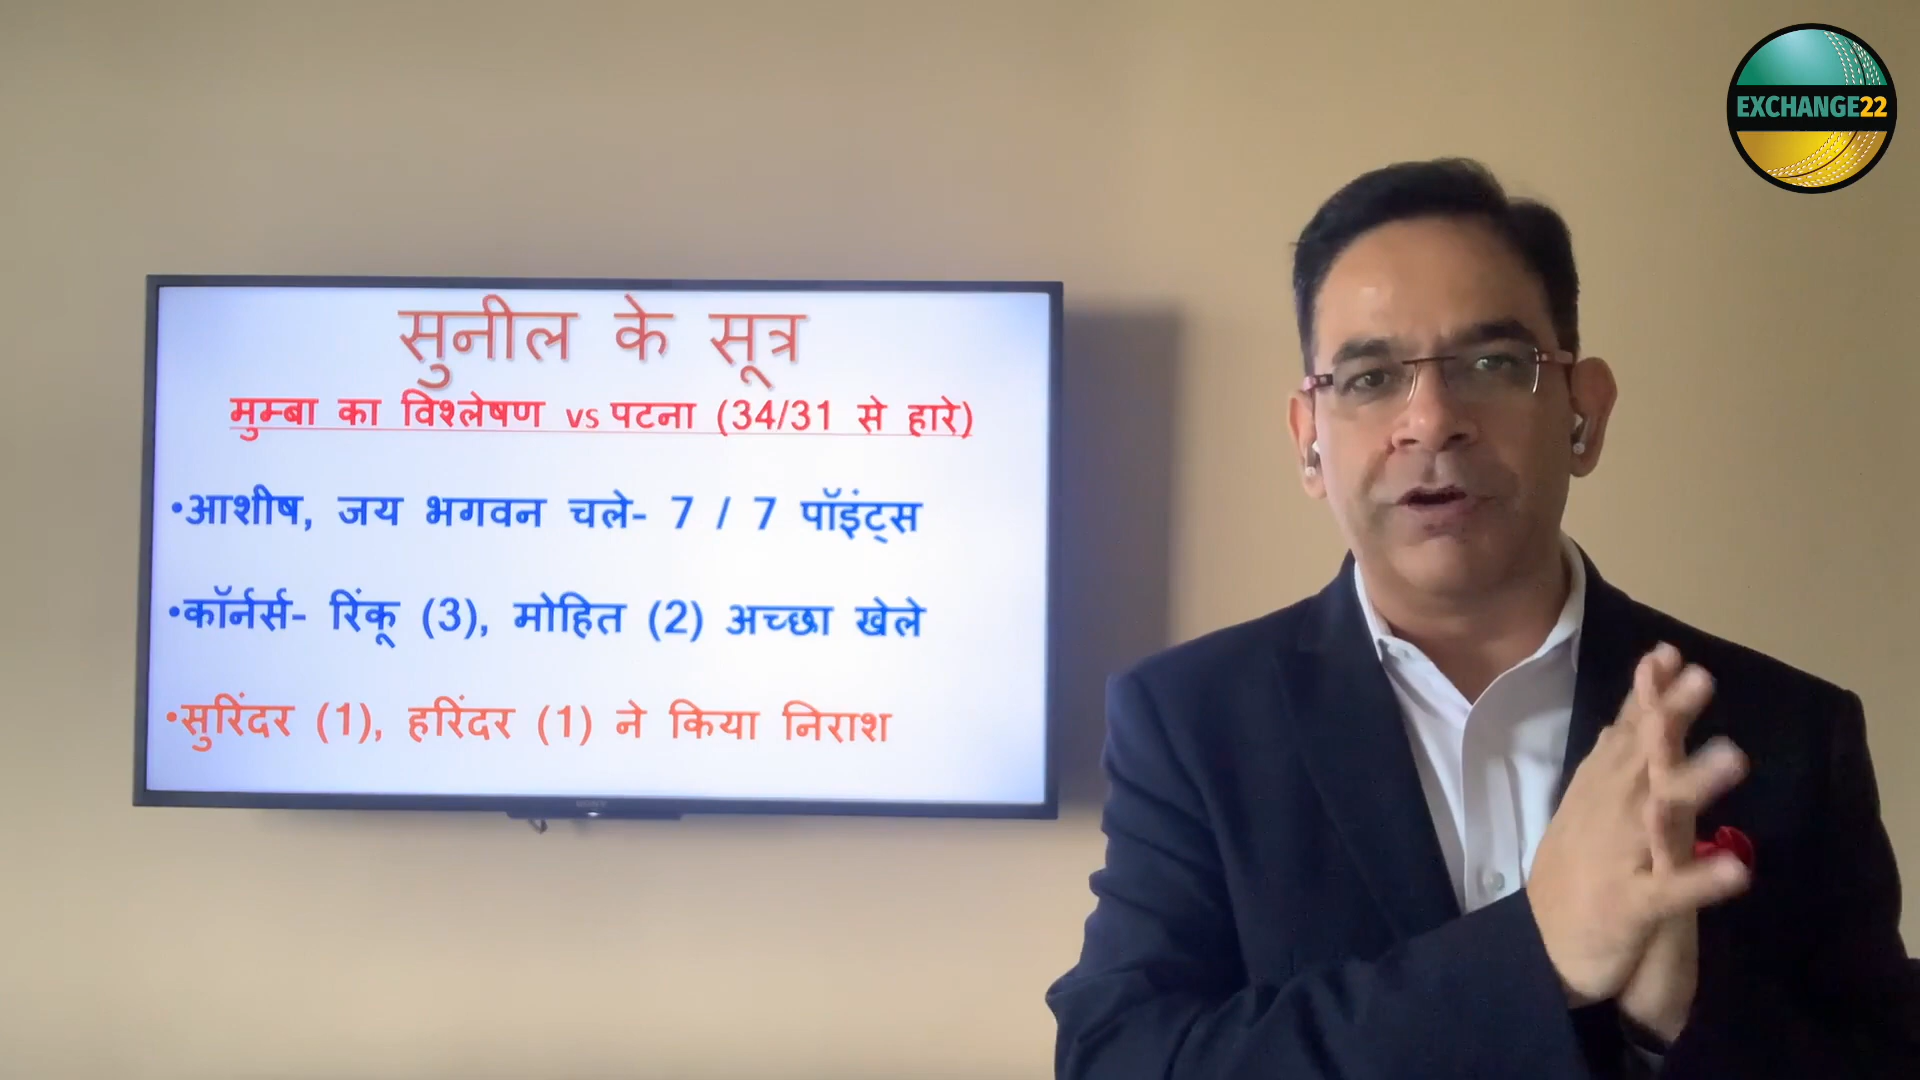 EXCHANGE22
सुनील के सूत्र
मुम्बा का विश्लेषण vs पटना (34/31 से हारे)
•आशीष, जय भगवन चले- 7 / 7 पॉइंट्स
•कॉर्नर्स- रिंकू (3), मोहित (2) अच्छा खेले
•सुरिंदर (1), हरिंदर (1) ने किया निराश
SONY